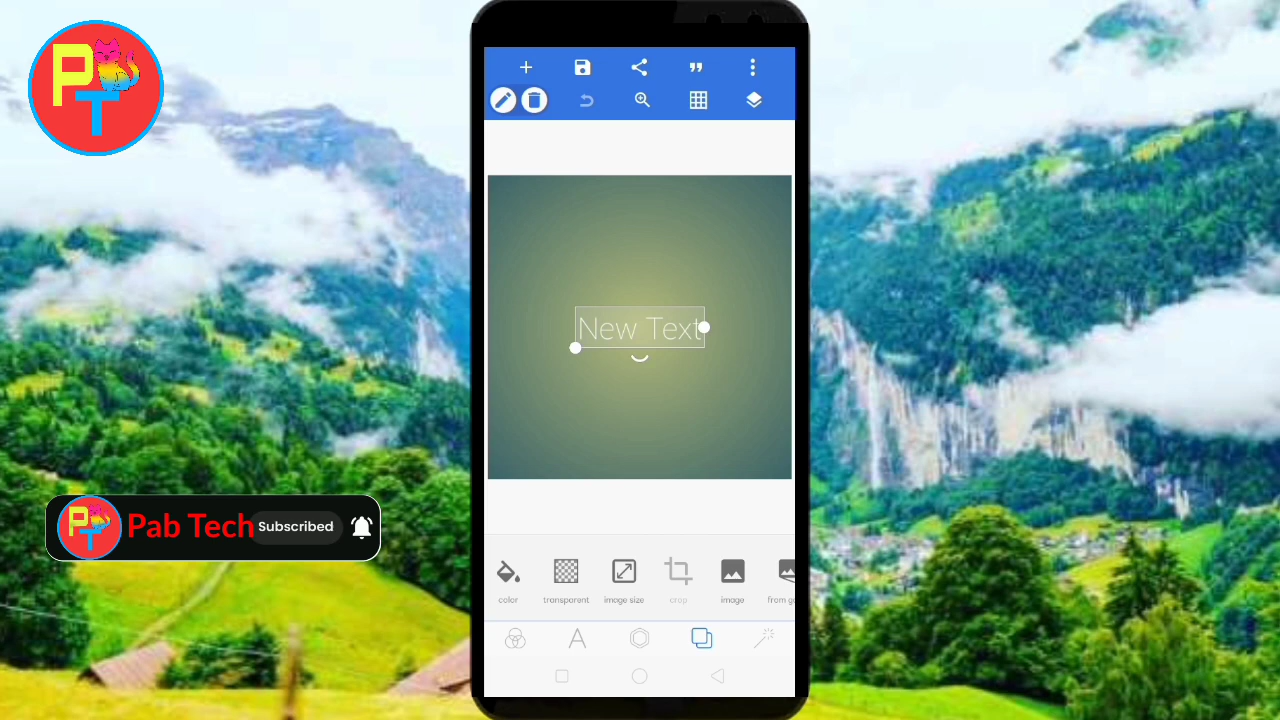 P
T
New Text
PT Pab Tech Subscribed
color transparent image size crop image from g